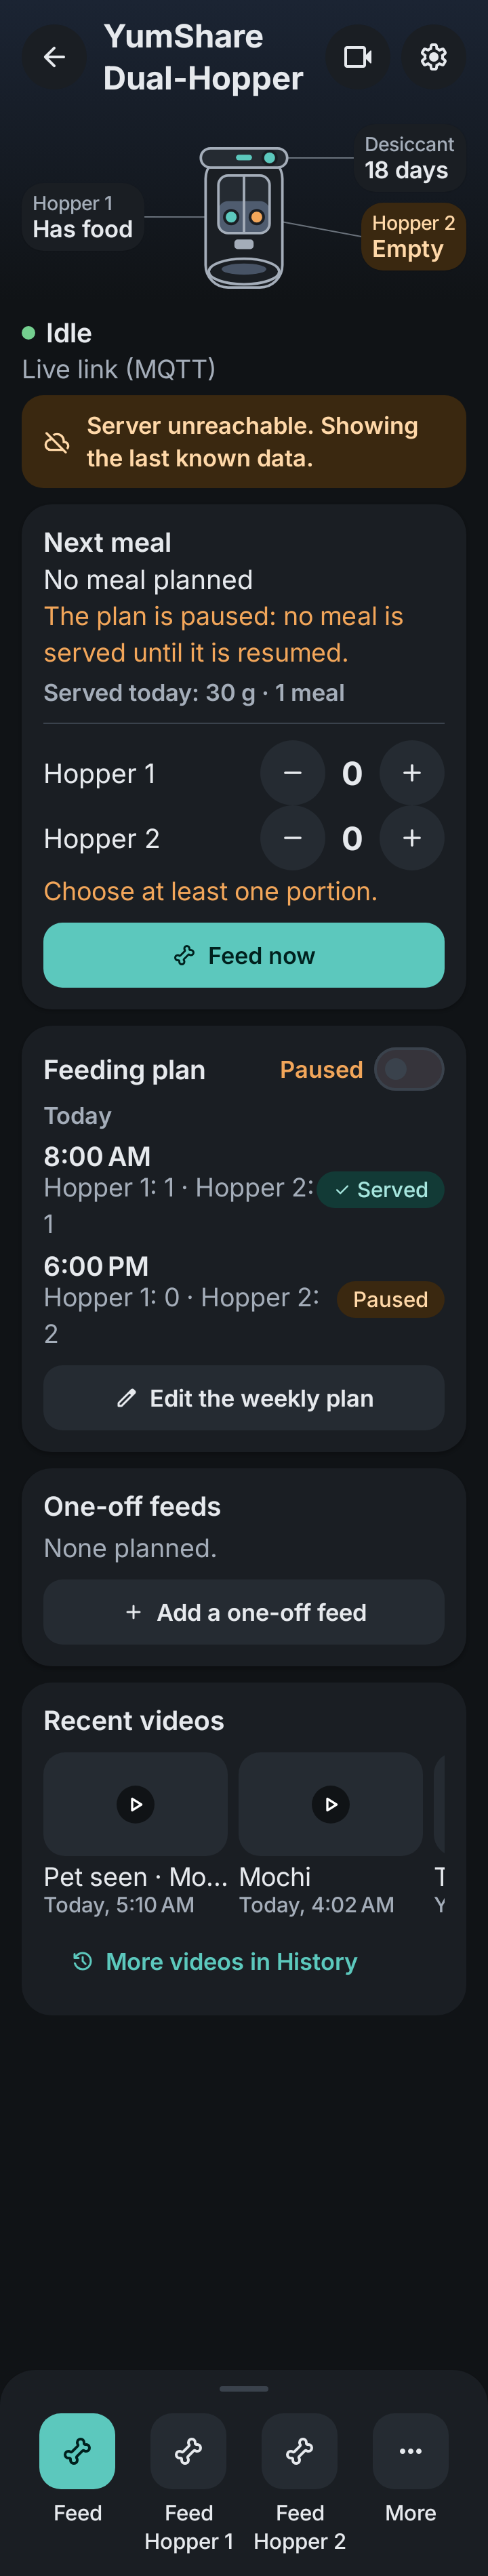 YumShare
Dual-Hopper
Desiccant
18 days
Hopper 1
Has food
Hopper 2
Empty
Idle
Live link (MQTT)
Server unreachable. Showing
the last known data.
Next meal
No meal planned
The plan is paused: no meal is
served until it is resumed.
Served today: 30 g · 1 meal
Hopper 1
− 0 +
Hopper 2
− 0 +
Choose at least one portion.
Feed now
Feeding plan
Paused
Today
8:00 AM
Hopper 1: 1 · Hopper 2:
1
Served
6:00 PM
Hopper 1: 0 · Hopper 2:
2
Paused
Edit the weekly plan
One-off feeds
None planned.
+ Add a one-off feed
Recent videos
Pet seen · Mo...
Today, 5:10 AM
Mochi
Today, 4:02 AM
T
Y
More videos in History
Feed
Feed
Hopper 1
Feed
Hopper 2
More